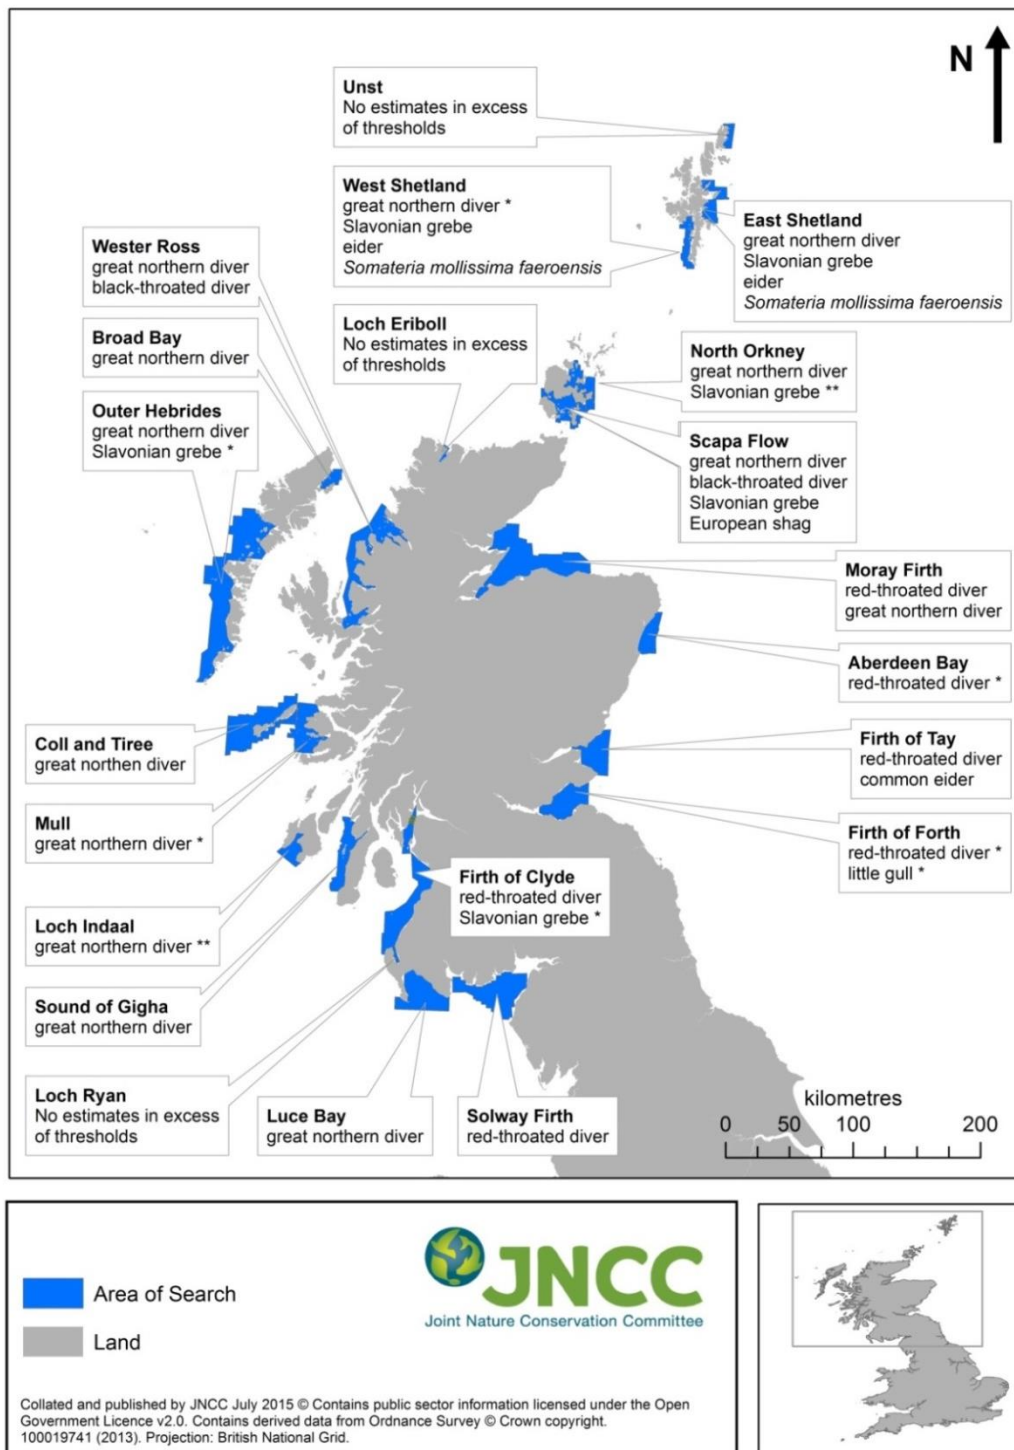 N
Unst
No estimates in excess
of thresholds
West Shetland
great northern diver *
Slavonian grebe
eider
Somateria mollissima faeroensis
East Shetland
great northern diver
Slavonian grebe
eider
Somateria mollissima faeroensis
Wester Ross
great northern diver
black-throated diver
Broad Bay
great northern diver
Outer Hebrides
great northern diver
Slavonian grebe *
Loch Eriboll
No estimates in excess
of thresholds
North Orkney
great northern diver
Slavonian grebe **
Scapa Flow
great northern diver
black-throated diver
Slavonian grebe
European shag
Moray Firth
red-throated diver
great northern diver
Aberdeen Bay
red-throated diver *
Firth of Tay
red-throated diver
common eider
Firth of Forth
red-throated diver *
little gull *
Coll and Tiree
great northen diver
Mull
great northern diver *
Loch Indaal
great northern diver **
Sound of Gigha
great northern diver
Loch Ryan
No estimates in excess
of thresholds
Firth of Clyde
red-throated diver
Slavonian grebe *
Luce Bay
great northern diver
Solway Firth
red-throated diver
kilometres
0 50 100 200
Area of Search
Land
JNCC
Joint Nature Conservation Committee
Collated and published by JNCC July 2015 © Contains public sector information licensed under the Open
Government Licence v2.0. Contains derived data from Ordnance Survey © Crown copyright.
100019741 (2013). Projection: British National Grid.